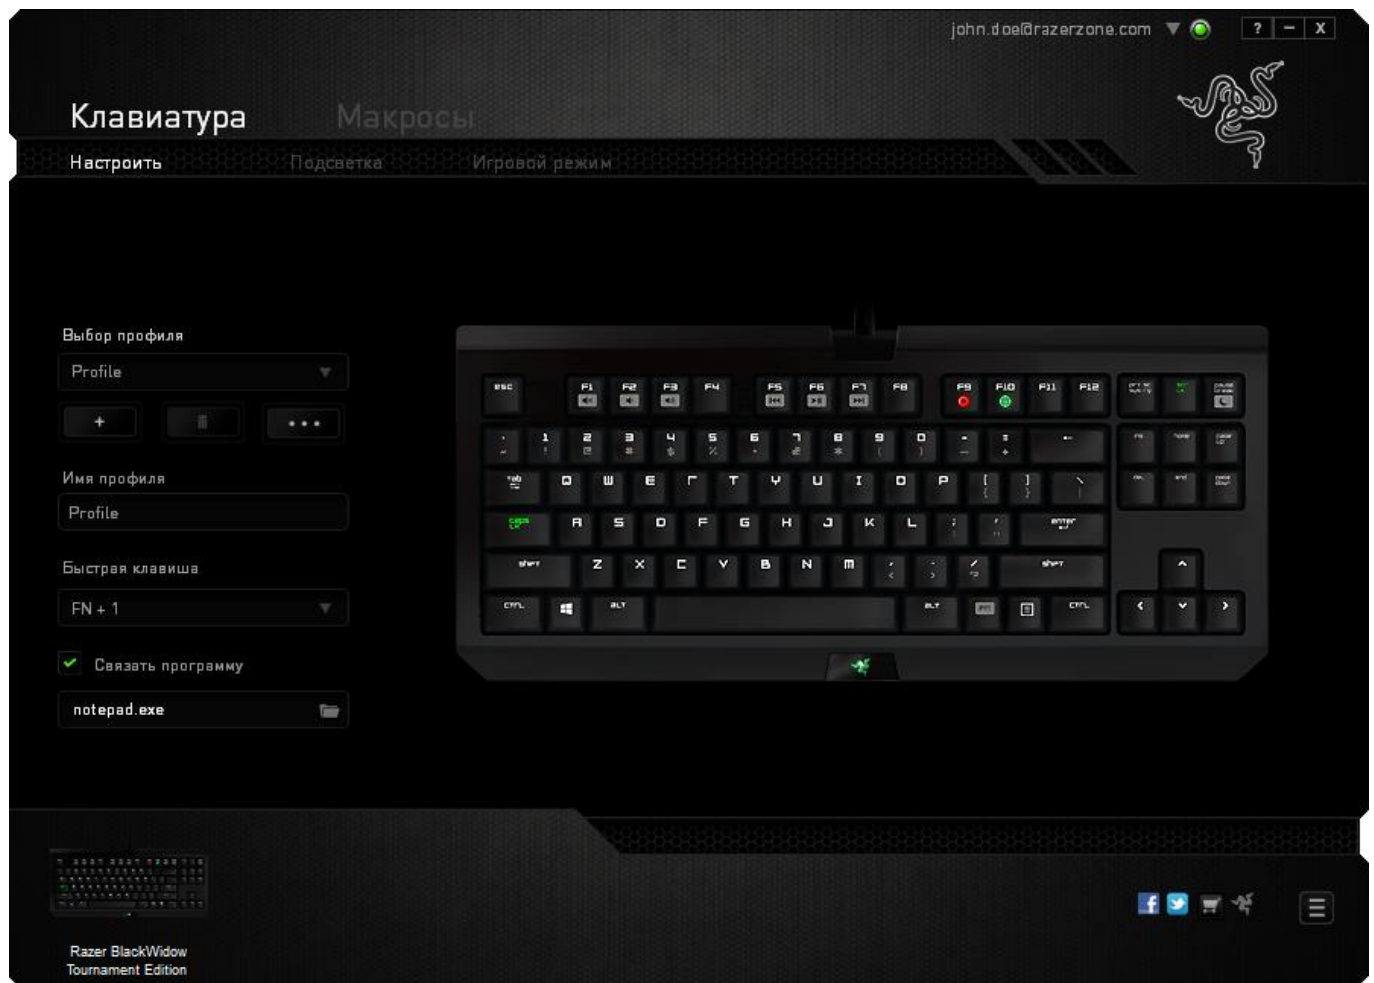 john.doe@razerzone.com
? – X
Клавиатура Макросы
Настроить Подсветка Игровой режим
Выбор профиля
Profile
+ •••
Имя профиля
Profile
Быстрая клавиша
FN + 1
Связать программу
notepad.exe
esc F1 F2 F3 F4 F5 F6 F7 F8 F9 F10 F11 F12
1 2 3 4 5 6 7 8 9 0 - =
tab Q W E r T Y U I O P [ ] \
caps A S D F G H J K L ; ' enter
shift Z X C V B N M , . / shift
CTRL ALT ALT CTRL
home
end
Razer BlackWidow
Tournament Edition